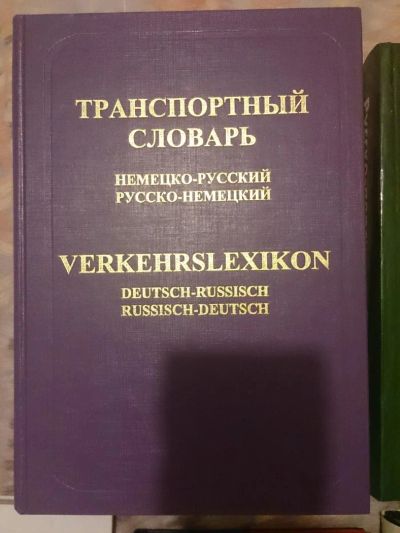 ТРАНСПОРТНЫЙ
СЛОВАРЬ
НЕМЕЦКО-РУССКИЙ
РУССКО-НЕМЕЦКИЙ
VERKEHRSLEXIKON
DEUTSCH-RUSSISCH
RUSSISCH-DEUTSCH